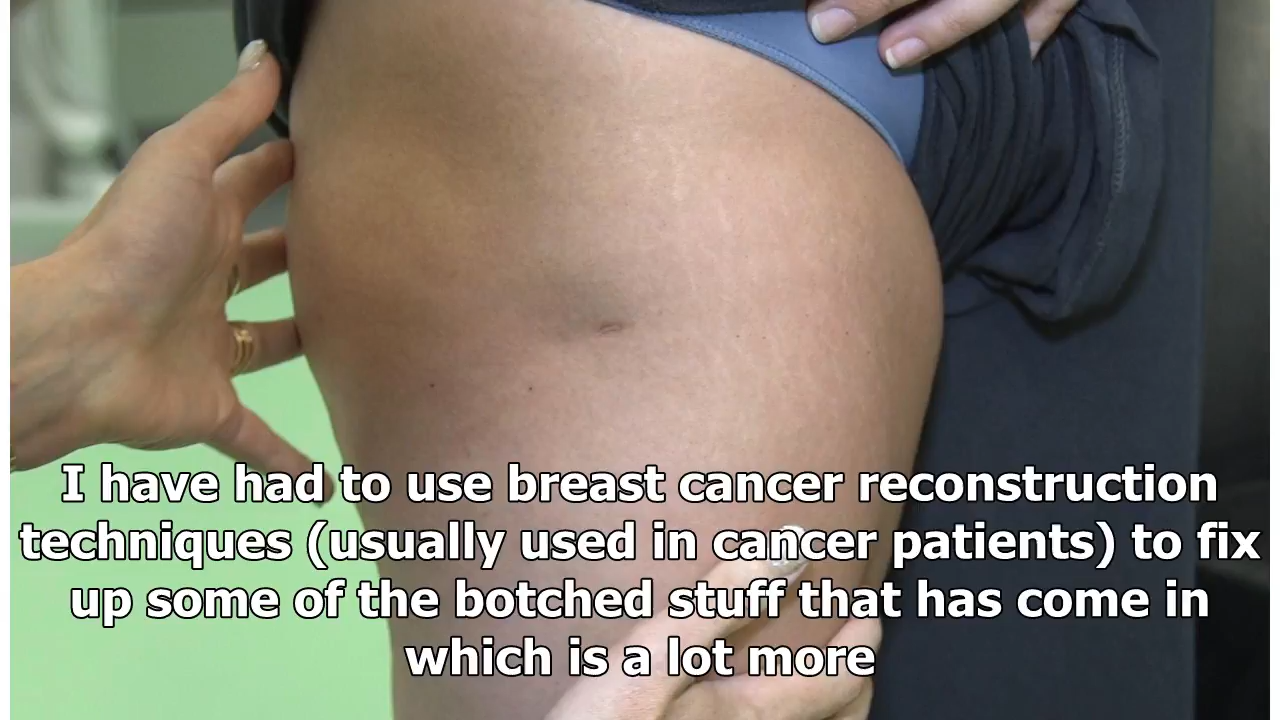 I have had to use breast cancer reconstruction
techniques (usually used in cancer patients) to fix
up some of the botched stuff that has come in
which is a lot more